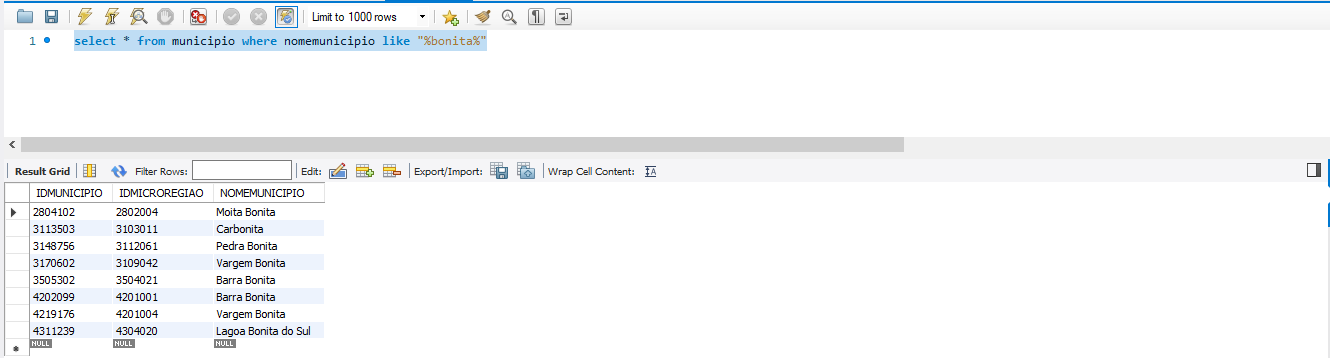 Limit to 1000 rows
1 select * from municipio where nomemunicipio like "%bonita%"
Result Grid Filter Rows: Edit: Export/Import: Wrap Cell Content:
IDMUNICIPIO IDMICROREGIAO NOMEMUNICIPIO
2804102 2802004 Moita Bonita
3113503 3103011 Carbonita
3148756 3112061 Pedra Bonita
3170602 3109042 Vargem Bonita
3505302 3504021 Barra Bonita
4202099 4201001 Barra Bonita
4219176 4201004 Vargem Bonita
4311239 4304020 Lagoa Bonita do Sul
NULL NULL NULL